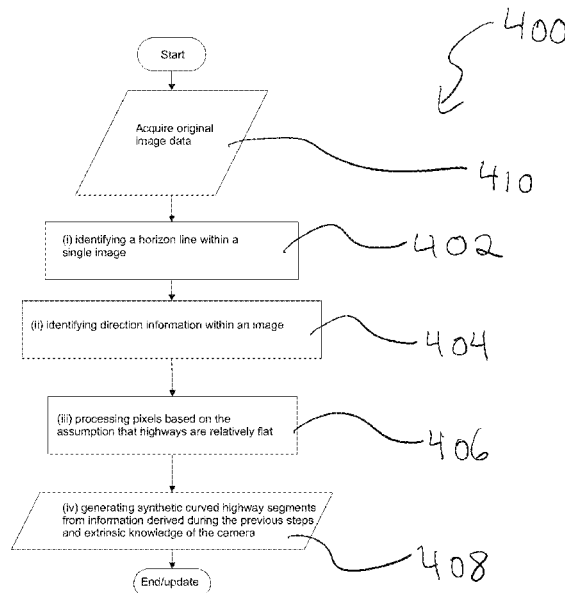 400
Start
Acquire original
image data
410
(i) identifying a horizon line within a
single image
402
(ii) identifying direction information within an image
404
(iii) processing pixels based on the
assumption that highways are relatively flat
406
(iv) generating synthetic curved highway segments
from information derived during the previous steps
and extrinsic knowledge of the camera
408
End/update